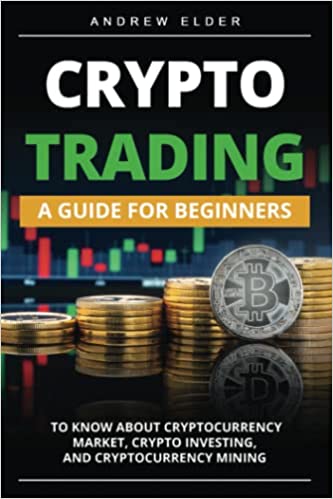 ANDREW ELDER
CRYPTO
TRADING
A GUIDE FOR BEGINNERS
TO KNOW ABOUT CRYPTOCURRENCY
MARKET, CRYPTO INVESTING,
AND CRYPTOCURRENCY MINING